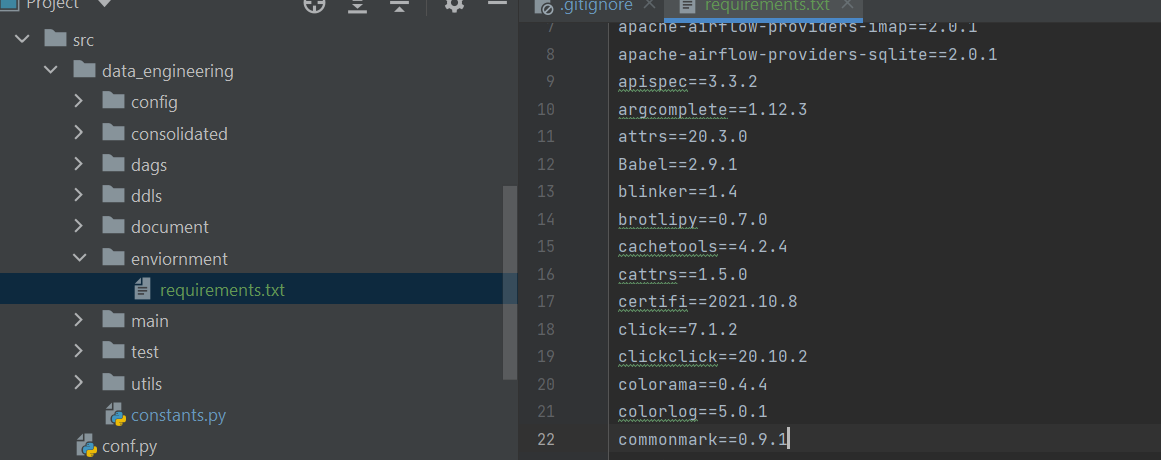 Project
src
data_engineering
config
consolidated
dags
ddls
document
enviornment
requirements.txt
main
test
utils
constants.py
conf.py
.gitignore
requirements.txt
7 apache-airflow-providers-imap==2.0.1
8 apache-airflow-providers-sqlite==2.0.1
9 apispec==3.3.2
10 argcomplete==1.12.3
11 attrs==20.3.0
12 Babel==2.9.1
13 blinker==1.4
14 brotlipy==0.7.0
15 cachetools==4.2.4
16 cattrs==1.5.0
17 certifi==2021.10.8
18 click==7.1.2
19 clickclick==20.10.2
20 colorama==0.4.4
21 colorlog==5.0.1
22 commonmark==0.9.1